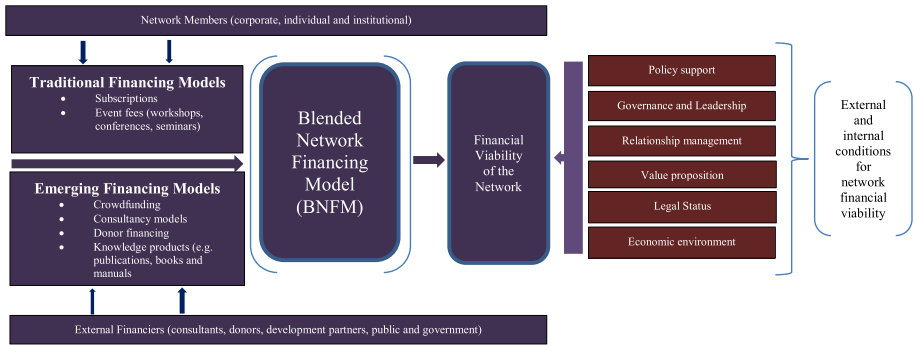 Network Members (corporate, individual and institutional)
Traditional Financing Models
• Subscriptions
• Event fees (workshops,
conferences, seminars)
Emerging Financing Models
• Crowdfunding
• Consultancy models
• Donor financing
• Knowledge products (e.g.
publications, books and
manuals
External Financiers (consultants, donors, development partners, public and government)
Blended
Network
Financing
Model
(BNFM)
Financial
Viability
of the
Network
Policy support
Governance and Leadership
Relationship management
Value proposition
Legal Status
Economic environment
External
and
internal
conditions
for
network
financial
viability